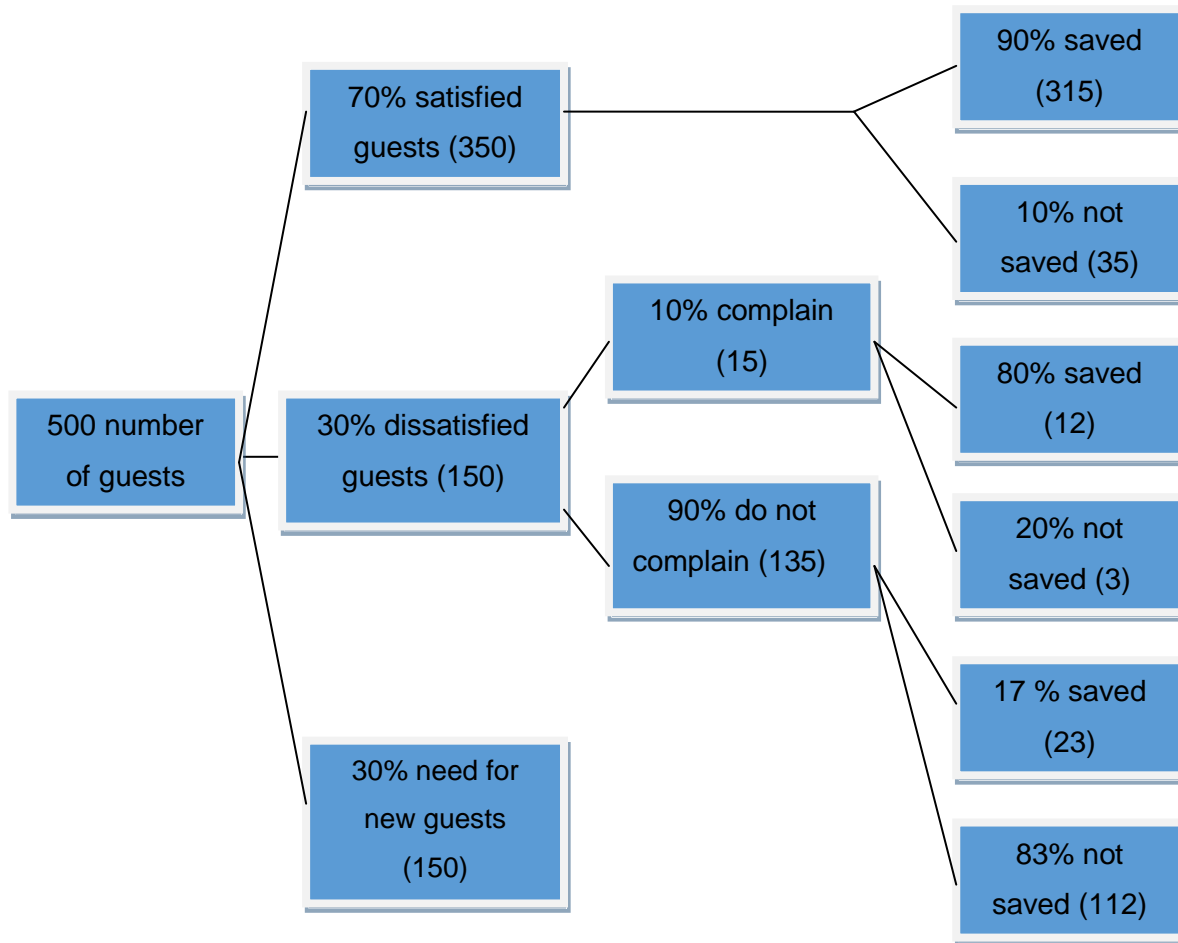 500 number
of guests
70% satisfied
guests (350)
30% dissatisfied
guests (150)
30% need for
new guests
(150)
10% complain
(15)
90% do not
complain (135)
90% saved
(315)
10% not
saved (35)
80% saved
(12)
20% not
saved (3)
17 % saved
(23)
83% not
saved (112)